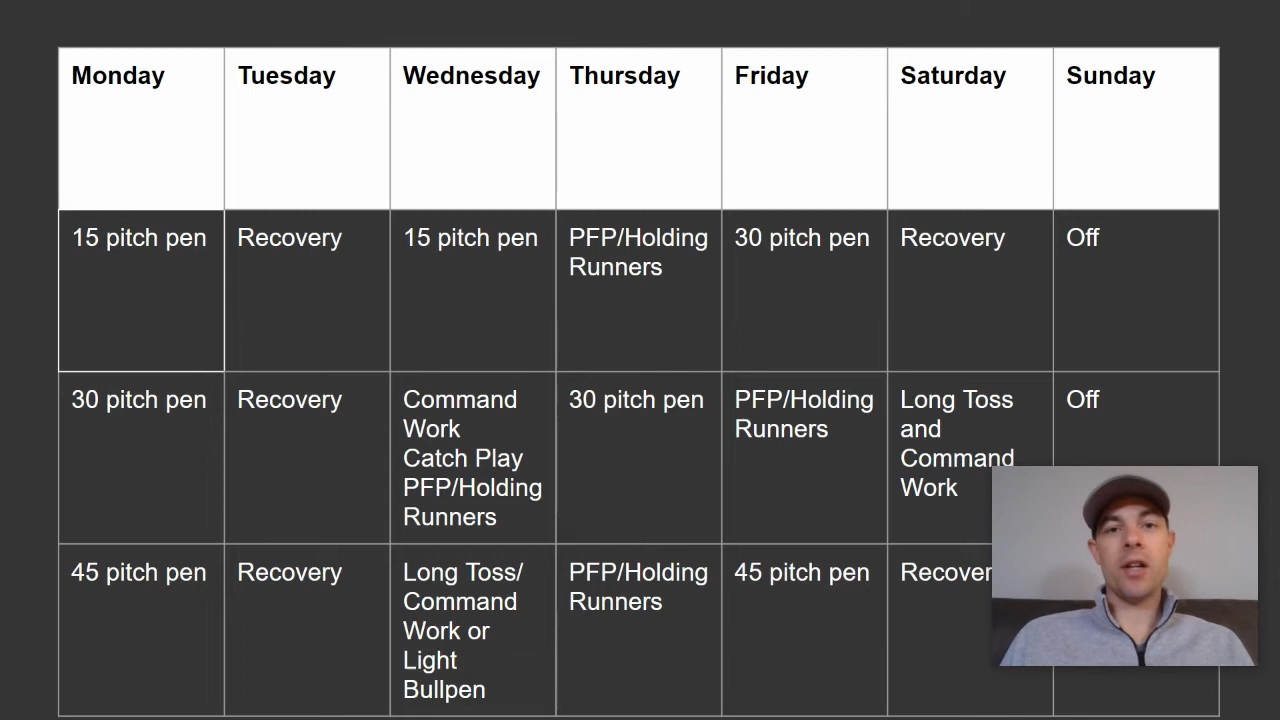 Monday Tuesday Wednesday Thursday Friday Saturday Sunday
15 pitch pen Recovery 15 pitch pen PFP/Holding Runners 30 pitch pen Recovery Off
30 pitch pen Recovery Command Work Catch Play PFP/Holding Runners 30 pitch pen PFP/Holding Runners Long Toss and Command Work Off
45 pitch pen Recovery Long Toss/ Command Work or Light Bullpen PFP/Holding Runners 45 pitch pen Recover